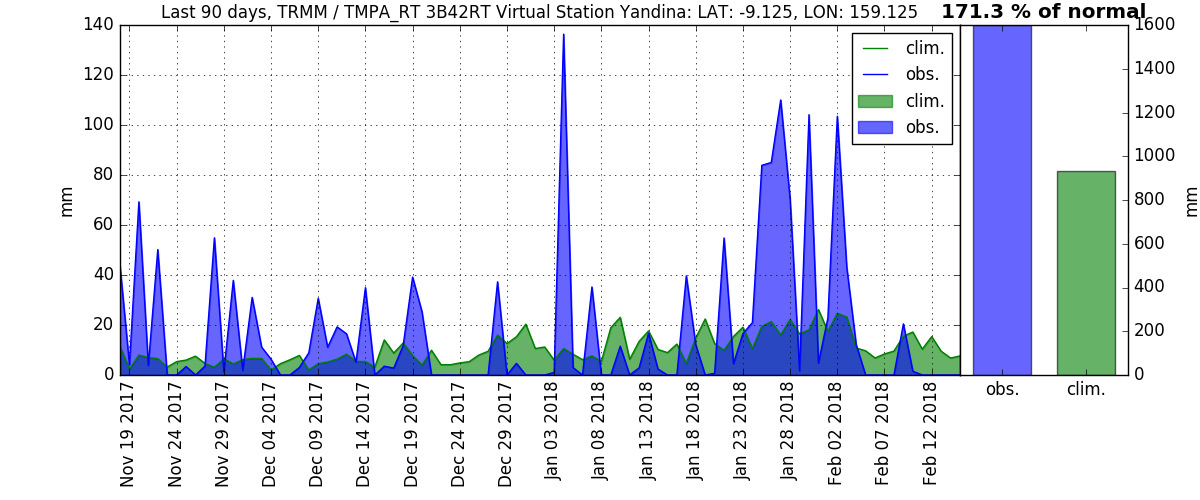 Last 90 days, TRMM / TMPA_RT 3B42RT Virtual Station Yandina: LAT: -9.125, LON: 159.125
171.3 % of normal
140
120
100
80
60
40
20
0
mm
clim.
obs.
clim.
obs.
1600
1400
1200
1000
800
600
400
200
0
mm
obs.
clim.
Nov 19 2017
Nov 24 2017
Nov 29 2017
Dec 04 2017
Dec 09 2017
Dec 14 2017
Dec 19 2017
Dec 24 2017
Dec 29 2017
Jan 03 2018
Jan 08 2018
Jan 13 2018
Jan 18 2018
Jan 23 2018
Jan 28 2018
Feb 02 2018
Feb 07 2018
Feb 12 2018